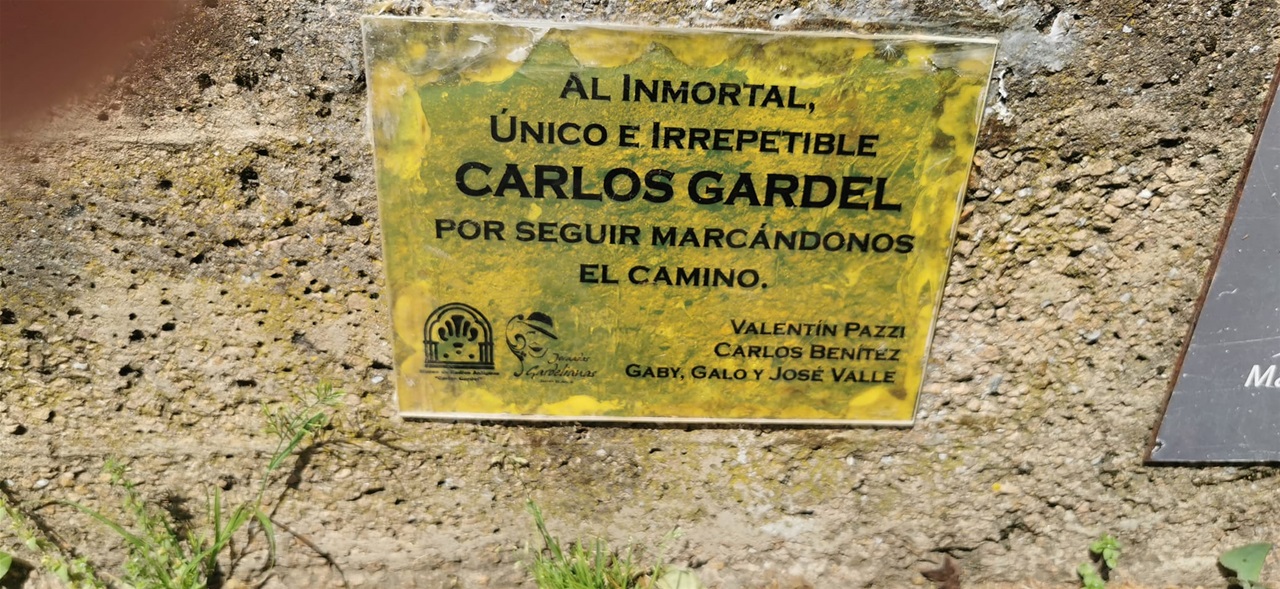 AL INMORTAL,
ÚNICO E IRREPETIBLE
CARLOS GARDEL
POR SEGUIR MARCÁNDONOS
EL CAMINO.
VALENTÍN PAZZI
CARLOS BENÍTEZ
GABY, GALO Y JOSÉ VALLE
Gardelianas